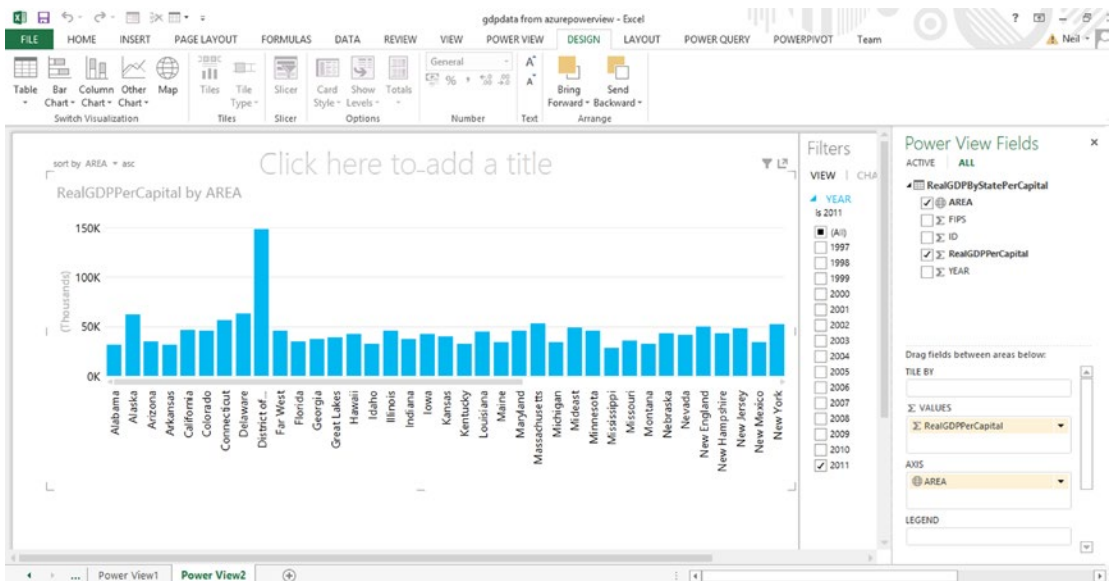 gdpdata from azurepowerview - Excel
?
FILE HOME INSERT PAGE LAYOUT FORMULAS DATA REVIEW VIEW POWER VIEW DESIGN LAYOUT POWER QUERY POWERPIVOT Team Neil
Table Bar Chart Column Chart Other Chart Map Tiles Tile Type Slicer Card Style Show Levels Totals General % Bring Forward Send Backward
Switch Visualization Tiles Slicer Options Number Text Arrange
sort by AREA asc
Click here to add a title
RealGDPPerCapital by AREA
(Thousands)
150K
100K
50K
0K
Alabama
Alaska
Arizona
Arkansas
California
Colorado
Connecticut
Delaware
District of...
Far West
Florida
Georgia
Great Lakes
Hawaii
Idaho
Illinois
Indiana
Iowa
Kansas
Kentucky
Louisiana
Maine
Maryland
Massachusetts
Michigan
Mideast
Minnesota
Mississippi
Missouri
Montana
Nebraska
Nevada
New England
New Hampshire
New Jersey
New Mexico
New York
Filters
VIEW CHA
YEAR
is 2011
(All)
1997
1998
1999
2000
2001
2002
2003
2004
2005
2006
2007
2008
2009
2010
2011
Power View Fields
ACTIVE ALL
RealGDPByStatePerCapital
AREA
Σ FIPS
Σ ID
Σ RealGDPPerCapital
Σ YEAR
Drag fields between areas below:
TILE BY
Σ VALUES
Σ RealGDPPerCapital
AXIS
AREA
LEGEND
... Power View1 Power View2